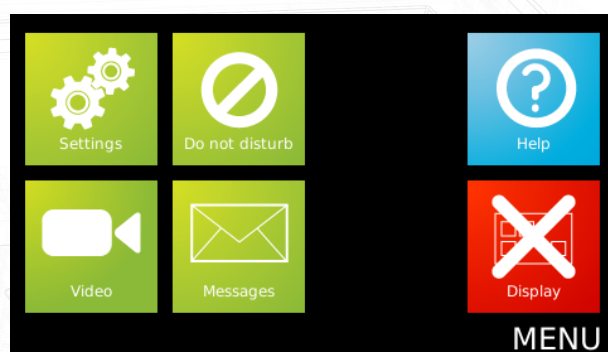 Settings
Do not disturb
Help
Video
Messages
Display
MENU